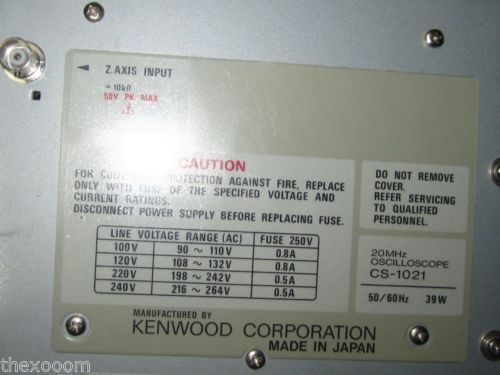 ◄ Z. AXIS INPUT
≈ 10kΩ
50V PK MAX
CAUTION
FOR PROTECTION AGAINST FIRE, REPLACE
ONLY WITH FUSE OF THE SPECIFIED VOLTAGE AND
CURRENT RATINGS.
DISCONNECT POWER SUPPLY BEFORE REPLACING FUSE.
LINE VOLTAGE RANGE (AC) FUSE 250V
100V 90 ~ 110V 0.8A
120V 108 ~ 132V 0.8A
220V 198 ~ 242V 0.5A
240V 216 ~ 264V 0.5A
DO NOT REMOVE
COVER.
REFER SERVICING
TO QUALIFIED
PERSONNEL.
20MHz
OSCILLOSCOPE
CS-1021
50/60Hz 39W
MANUFACTURED BY
KENWOOD CORPORATION
MADE IN JAPAN
thexooom